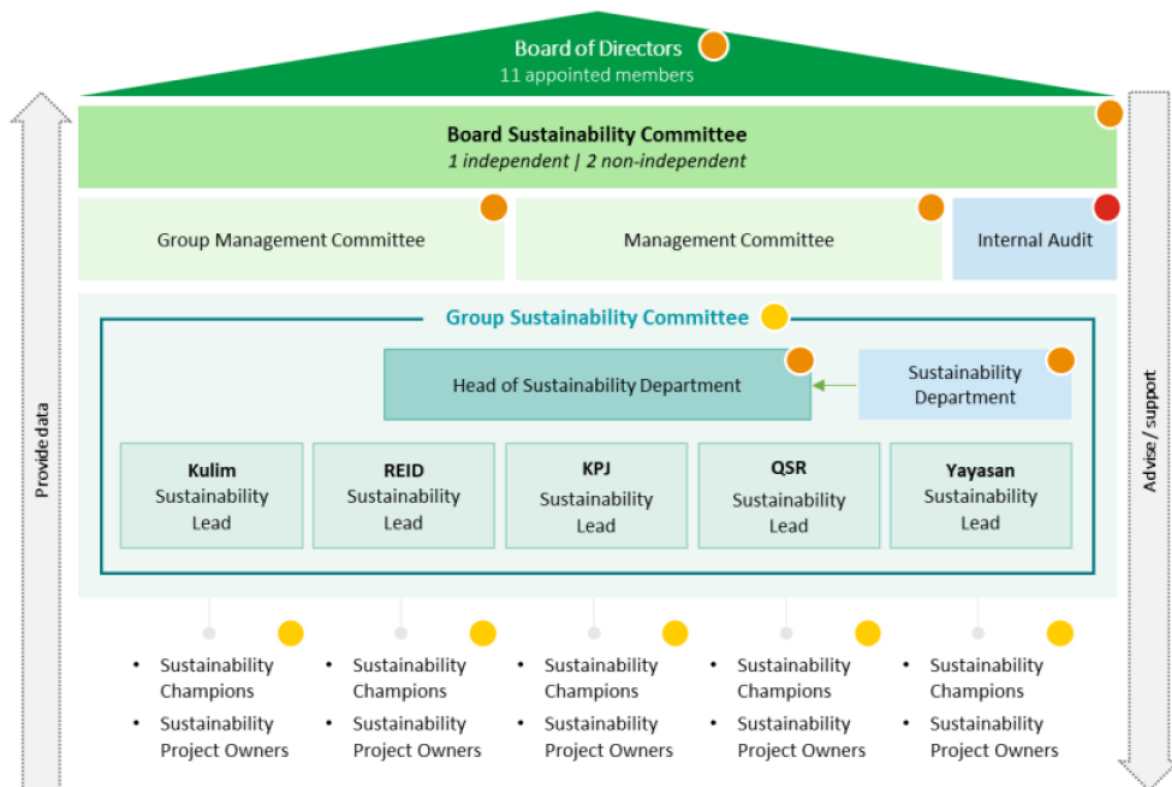 Board of Directors
11 appointed members
Board Sustainability Committee
1 independent | 2 non-independent
Group Management Committee
Management Committee
Internal Audit
Group Sustainability Committee
Head of Sustainability Department
Sustainability
Department
Kulim
Sustainability
Lead
REID
Sustainability
Lead
KPJ
Sustainability
Lead
QSR
Sustainability
Lead
Yayasan
Sustainability
Lead
• Sustainability
Champions
• Sustainability
Project Owners
• Sustainability
Champions
• Sustainability
Project Owners
• Sustainability
Champions
• Sustainability
Project Owners
• Sustainability
Champions
• Sustainability
Project Owners
• Sustainability
Champions
• Sustainability
Project Owners
Provide data
Advise / support